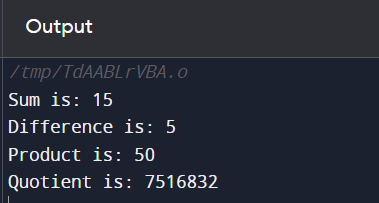 Output
/tmp/TdAABLrVBA.o
Sum is: 15
Difference is: 5
Product is: 50
Quotient is: 7516832